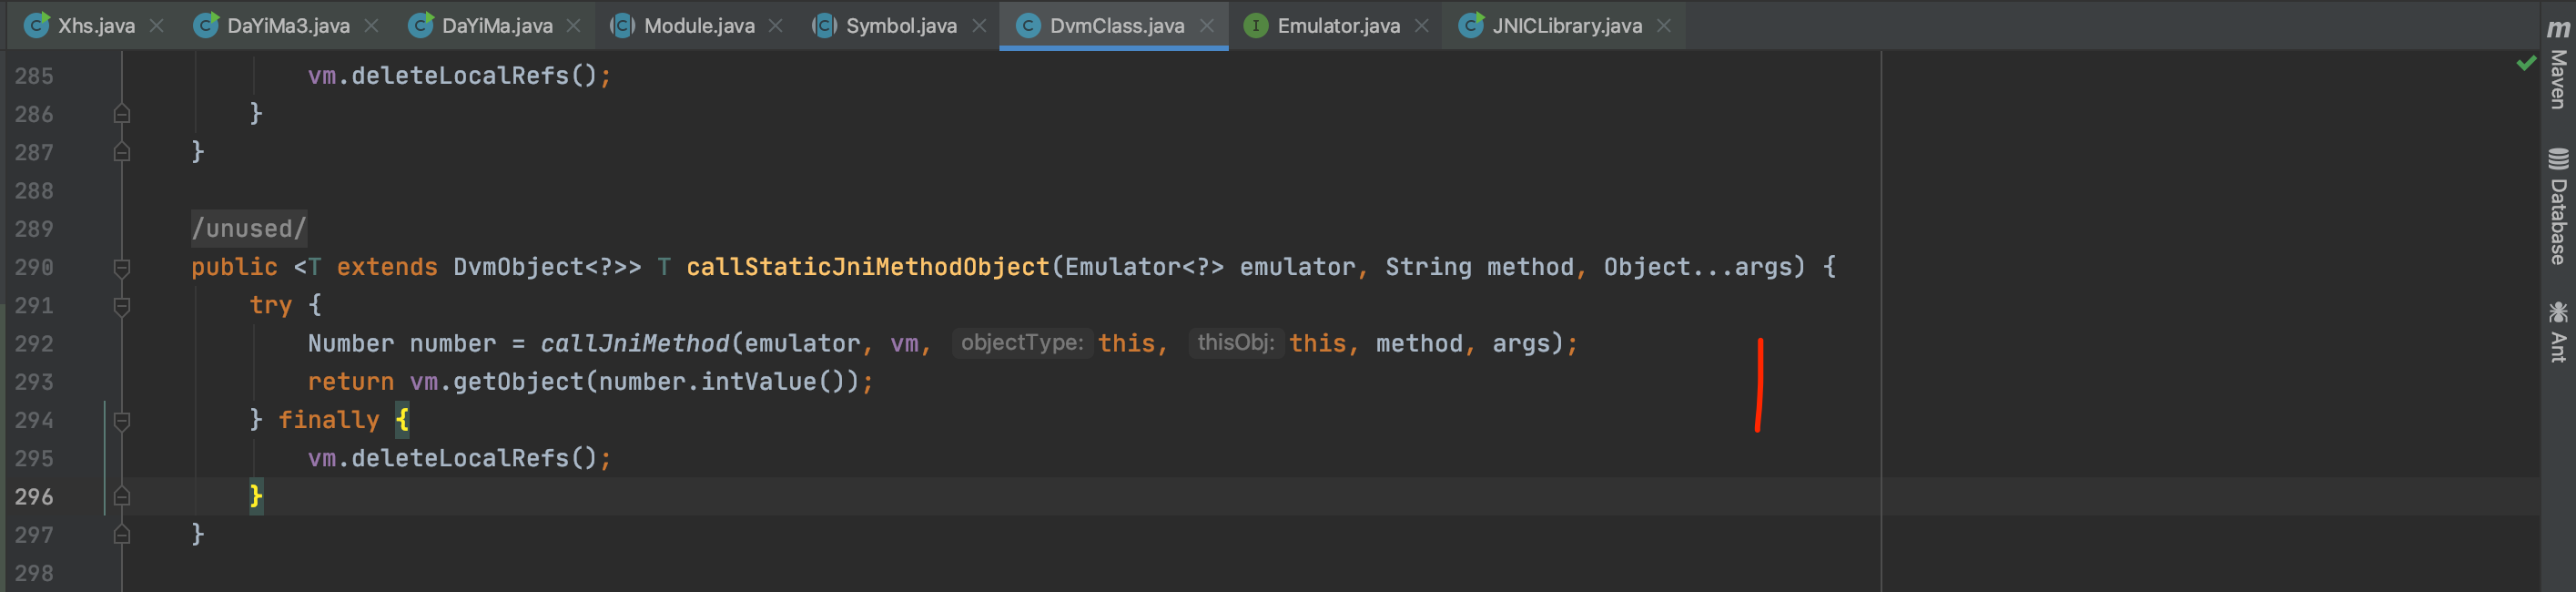 Xhs.java DaYiMa3.java DaYiMa.java Module.java Symbol.java DvmClass.java Emulator.java JNICLibrary.java m
285 vm.deleteLocalRefs();
286 }
287 }
288
289 /unused/
290 public <T extends DvmObject<?>> T callStaticJniMethodObject(Emulator<?> emulator, String method, Object...args) {
291 try {
292 Number number = callJniMethod(emulator, vm, objectType: this, thisObj: this, method, args);
293 return vm.getObject(number.intValue());
294 } finally {
295 vm.deleteLocalRefs();
296 }
297 }
298
Maven
Database
Ant